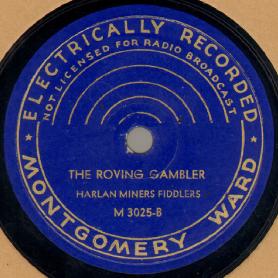 ELECTRICALLY RECORDED
NOT LICENSED FOR RADIO BROADCAST
THE ROVING GAMBLER
HARLAN MINERS FIDDLERS
M 3025-B
MONTGOMERY WARD